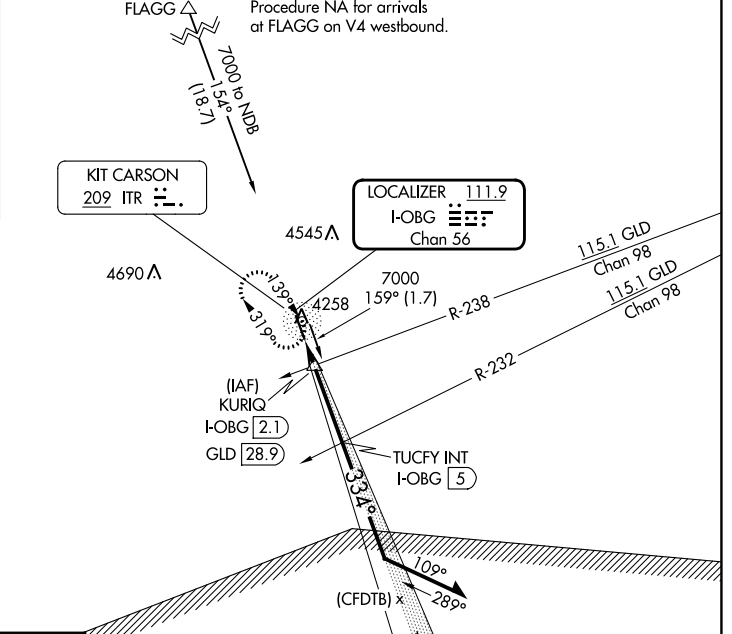 FLAGG
Procedure NA for arrivals
at FLAGG on V4 westbound.
7000 to NDB
154°
(18.7)
KIT CARSON
209 ITR
LOCALIZER 111.9
I-OBG
Chan 56
4545
4690
139°
319°
4258
7000
159° (1.7)
115.1 GLD
Chan 98
115.1 GLD
Chan 98
R-238
R-232
(IAF)
KURIQ
I-OBG 2.1
GLD 28.9
TUCFY INT
I-OBG 5
334°
109°
289°
(CFDTB) x